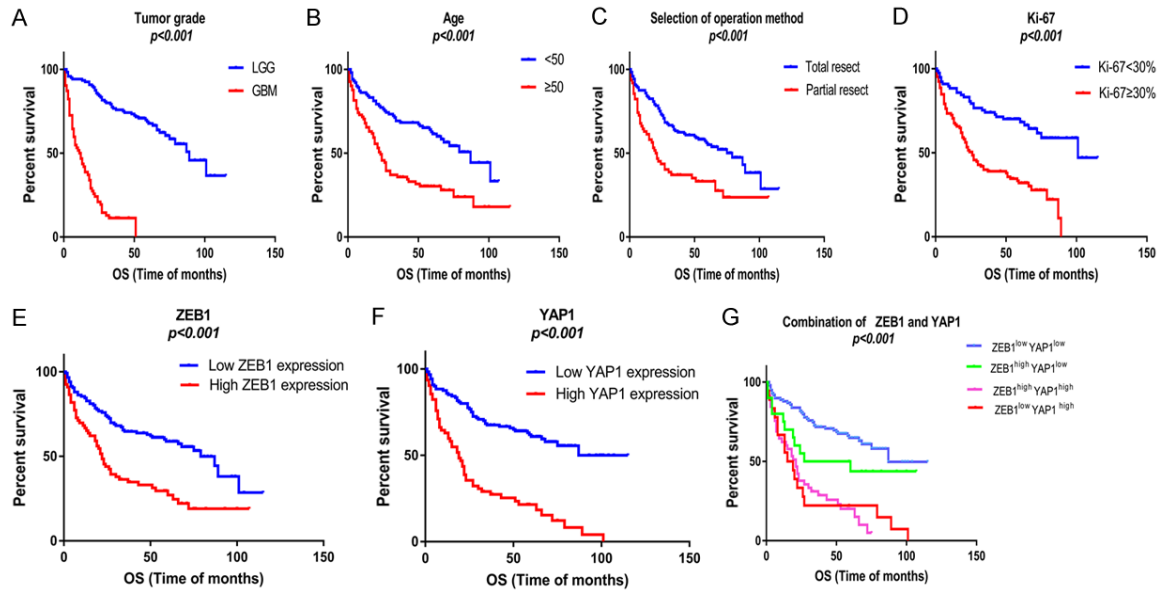 A
Tumor grade
p<0.001
LGG
GBM
100
50
0
Percent survival
0
50
100
150
OS (Time of months)
B
Age
p<0.001
<50
≥50
100
50
0
Percent survival
0
50
100
150
OS (Time of months)
C
Selection of operation method
p<0.001
Total resect
Partial resect
100
50
0
Percent survival
0
50
100
150
OS (Time of months)
D
Ki-67
p<0.001
Ki-67<30%
Ki-67≥30%
100
50
0
Percent survival
0
50
100
150
OS (Time of months)
E
ZEB1
p<0.001
Low ZEB1 expression
High ZEB1 expression
100
50
0
Percent survival
0
50
100
150
OS (Time of months)
F
YAP1
p<0.001
Low YAP1 expression
High YAP1 expression
100
50
0
Percent survival
0
50
100
150
OS (Time of months)
G
Combination of ZEB1 and YAP1
p<0.001
ZEB1low YAP1low
ZEB1high YAP1low
ZEB1high YAP1high
ZEB1low YAP1 high
100
50
0
Percent survival
0
50
100
150
OS (Time of months)